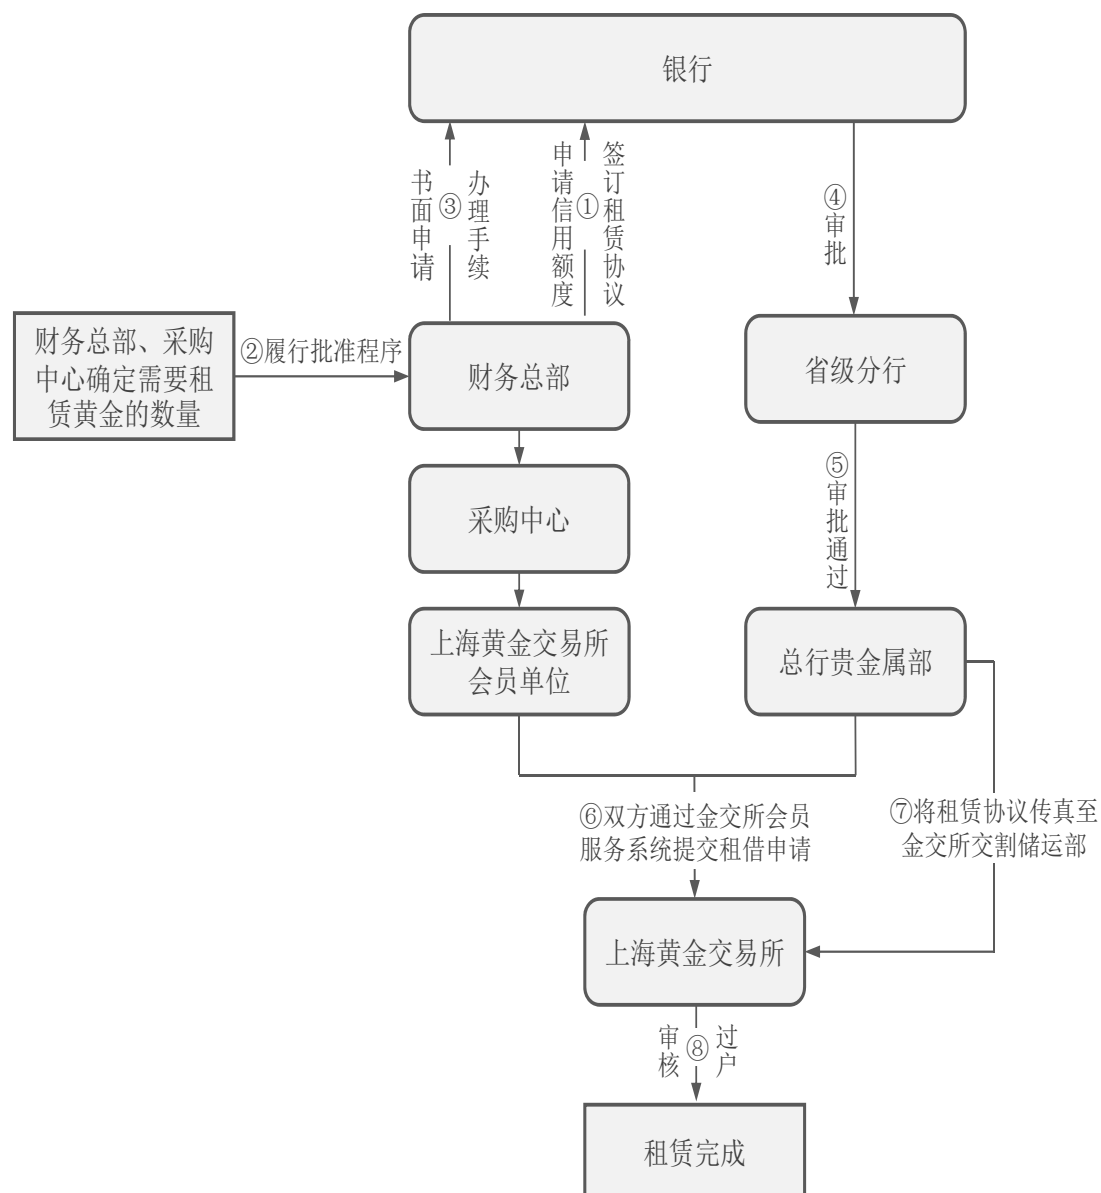 银行
书面申请
③
办理手续
申请信用额度
①
签订租赁协议
④审批
财务总部、采购
中心确定需要租
赁黄金的数量
②履行批准程序
财务总部
省级分行
采购中心
⑤审批通过
上海黄金交易所
会员单位
总行贵金属部
⑥双方通过金交所会员
服务系统提交租借申请
⑦将租赁协议传真至
金交所交割储运部
上海黄金交易所
审核
⑧
过户
租赁完成